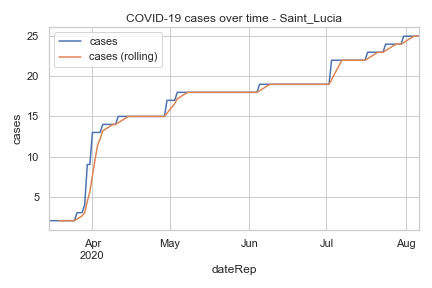 COVID-19 cases over time - Saint_Lucia
cases
cases (rolling)
cases
25
20
15
10
5
Apr
2020
May
Jun
Jul
Aug
dateRep